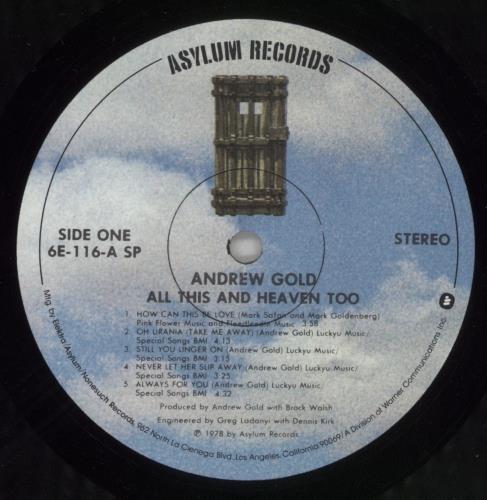 ASYLUM RECORDS
SIDE ONE
6E-116-A SP
STEREO
ANDREW GOLD
ALL THIS AND HEAVEN TOO
1. HOW CAN THIS BE LOVE (Mark Safan and Mark Goldenberg)
Pink Flower Music and Fleedleedle Music 3:58
2. OH URANIA (TAKE ME AWAY) (Andrew Gold) Luckyu Music/
Special Songs BMI 4:15
3. STILL YOU LINGER ON (Andrew Gold) Luckyu Music/
Special Songs BMI 3:15
4. NEVER LET HER SLIP AWAY (Andrew Gold) Luckyu Music/
Special Songs BMI 3:25
5. ALWAYS FOR YOU (Andrew Gold) Luckyu Music/
Special Songs BMI 4:32
Produced by Andrew Gold with Brock Walsh
Engineered by Greg Ladanyi with Dennis Kirk
℗ 1978 by Asylum Records
Mfg. by Elektra/Asylum/Nonesuch Records, 962 North La Cienega Blvd., Los Angeles, California 90069/A Division of Warner Communications Inc.